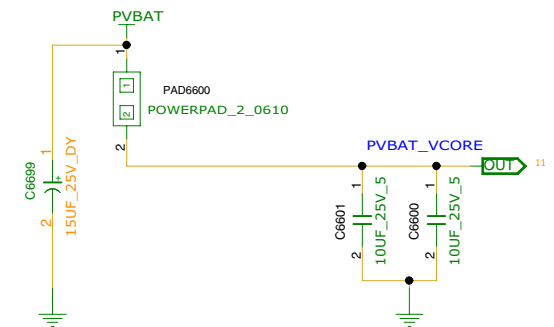 PVBAT
1
PAD6600
1
2
POWERPAD_2_0610
2
PVBAT_VCORE
OUT
11
C6699
1
2
15UF_25V_DY
C6601
1
2
10UF_25V_5
C6600
1
2
10UF_25V_5